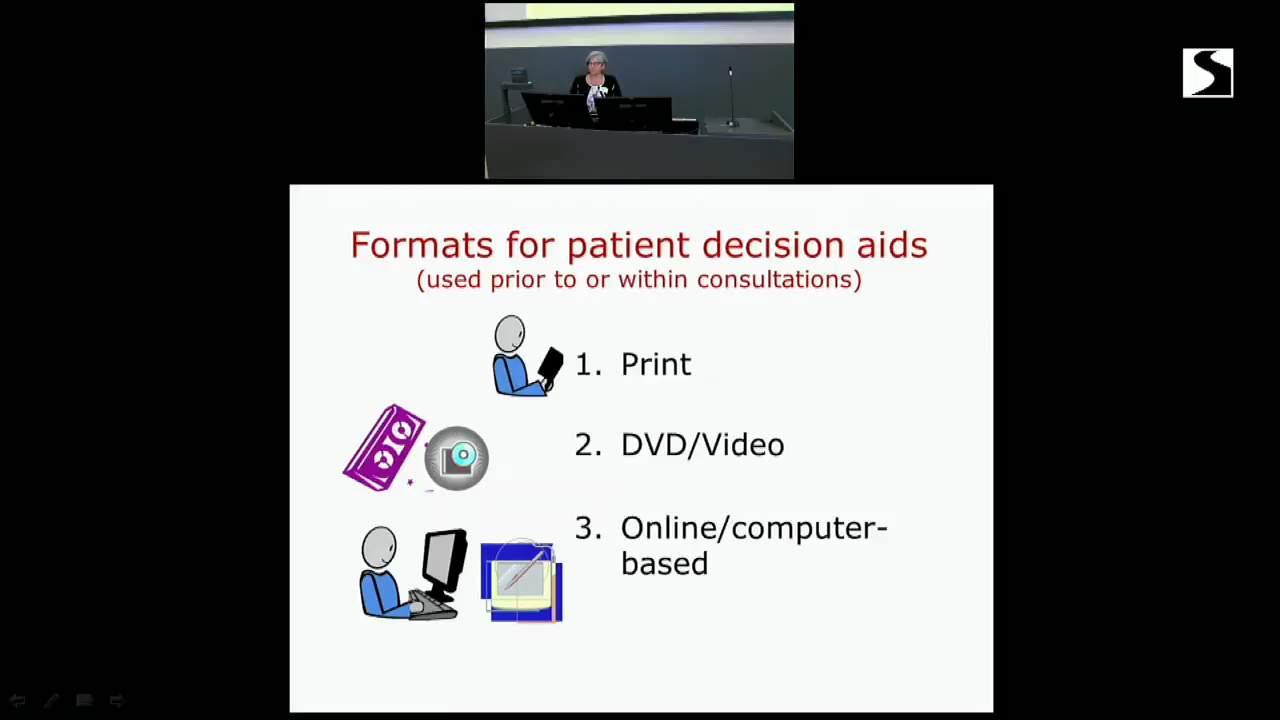 Formats for patient decision aids
(used prior to or within consultations)
1. Print
2. DVD/Video
3. Online/computer-
based